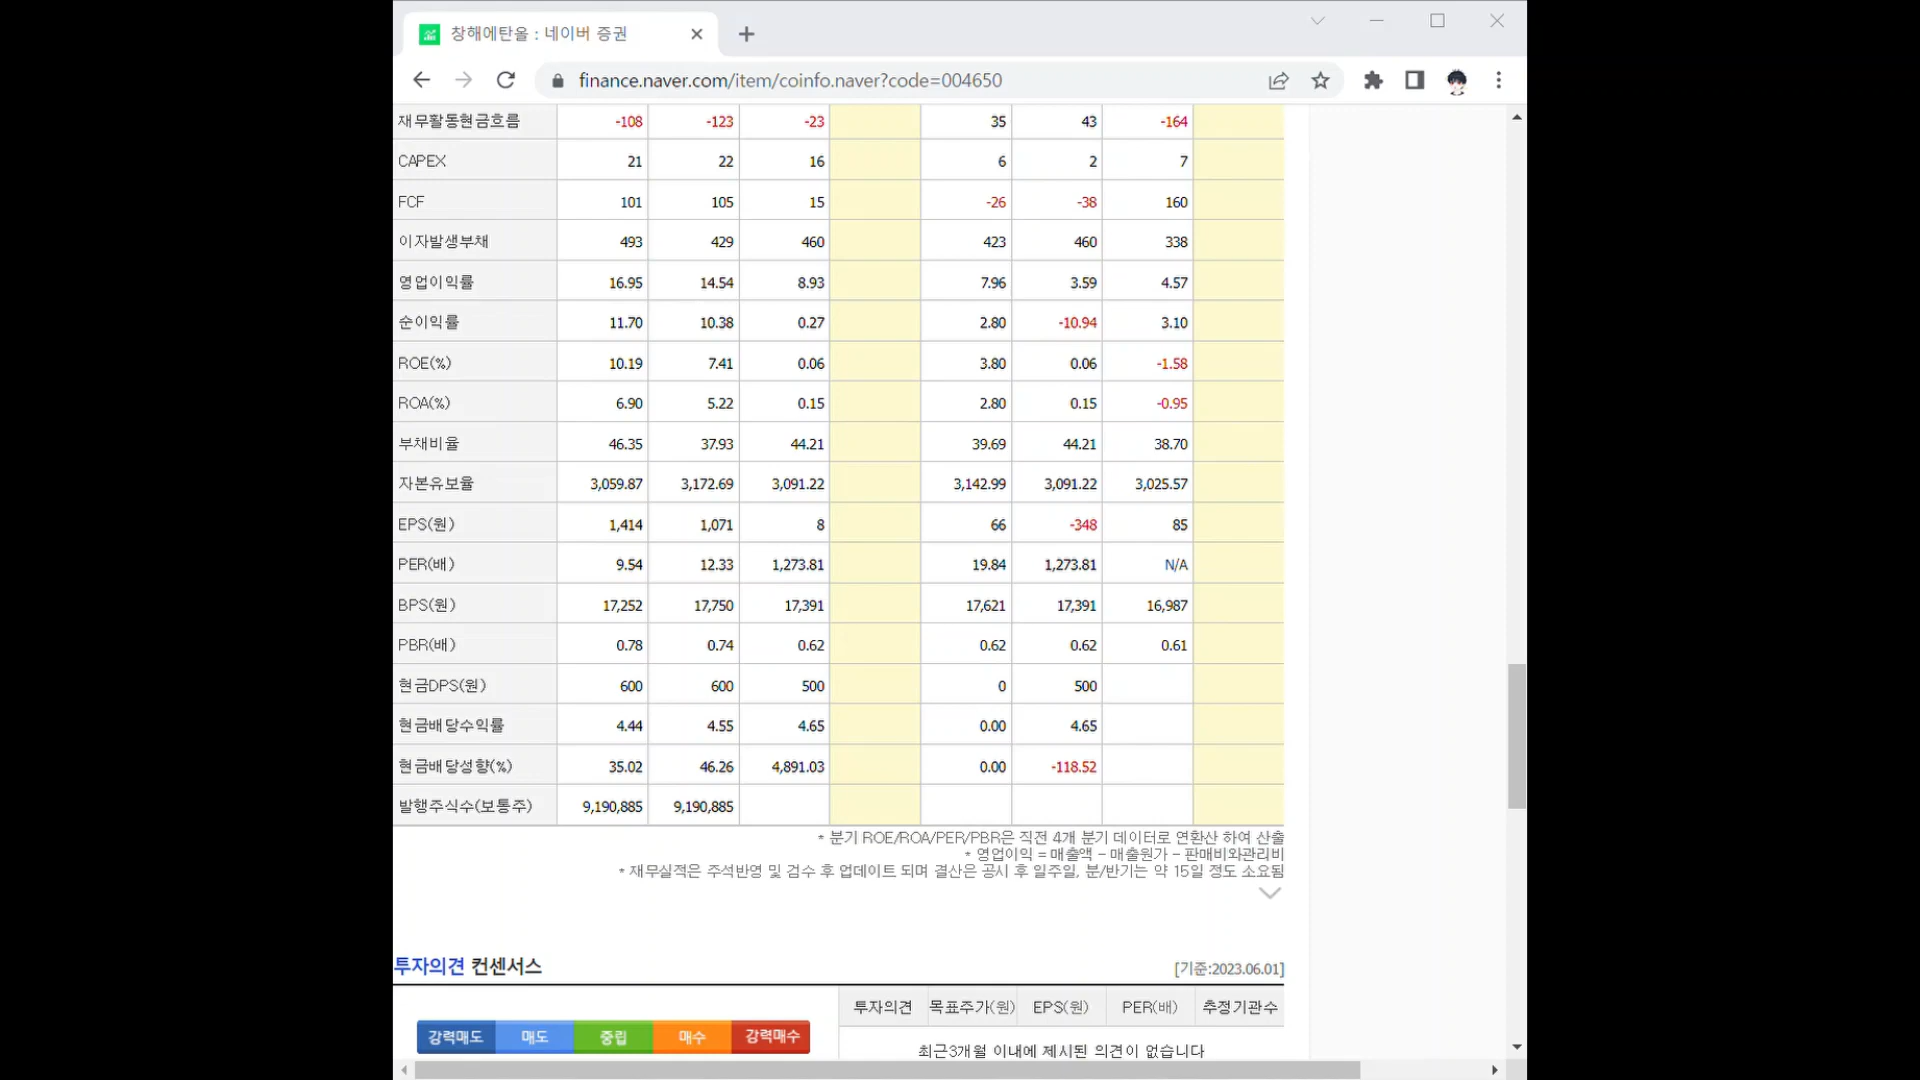 창해에탄올 : 네이버 증권
finance.naver.com/item/coinfo.naver?code=004650
재무활동현금흐름 -108 -123 -23 35 43 -164
CAPEX 21 22 16 6 2 7
FCF 101 105 15 -26 -38 160
이자발생부채 493 429 460 423 460 338
영업이익률 16.95 14.54 8.93 7.96 3.59 4.57
순이익률 11.70 10.38 0.27 2.80 -10.94 3.10
ROE(%) 10.19 7.41 0.06 3.80 0.06 -1.58
ROA(%) 6.90 5.22 0.15 2.80 0.15 -0.95
부채비율 46.35 37.93 44.21 39.69 44.21 38.70
자본유보율 3,059.87 3,172.69 3,091.22 3,142.99 3,091.22 3,025.57
EPS(원) 1,414 1,071 8 66 -348 85
PER(배) 9.54 12.33 1,273.81 19.84 1,273.81 N/A
BPS(원) 17,252 17,750 17,391 17,621 17,391 16,987
PBR(배) 0.78 0.74 0.62 0.62 0.62 0.61
현금DPS(원) 600 600 500 0 500
현금배당수익률 4.44 4.55 4.65 0.00 4.65
현금배당성향(%) 35.02 46.26 4,891.03 0.00 -118.52
발행주식수(보통주) 9,190,885 9,190,885
* 분기 ROE/ROA/PER/PBR은 직전 4개 분기 데이터로 연환산 하여 산출
* 영업이익 = 매출액 - 매출원가 - 판매비와관리비
* 재무실적은 주석반영 및 검수 후 업데이트 되며 결산은 공시 후 일주일, 분/반기는 약 15일 정도 소요됨
투자의견 컨센서스 [기준:2023.06.01]
투자의견 목표주가(원) EPS(원) PER(배) 추정기관수
강력매도 매도 중립 매수 강력매수
최근3개월 이내에 제시된 의견이 없습니다